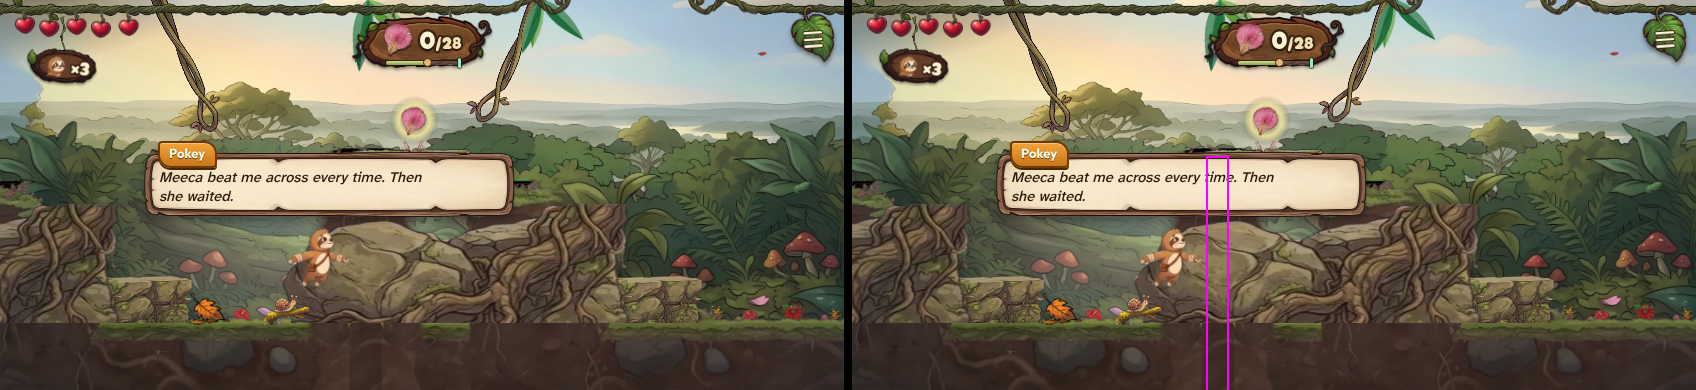 0/28
×3
Pokey
Meeca beat me across every time. Then
she waited.
0/28
×3
Pokey
Meeca beat me across every time. Then
she waited.